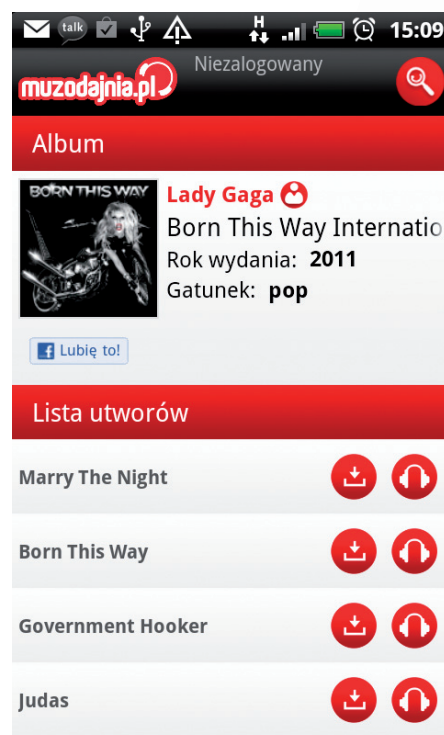 talk
H
15:09
muzodajnia.pl
Niezalogowany
Album
BORN THIS WAY
Lady Gaga
Born This Way Internatio
Rok wydania: 2011
Gatunek: pop
f Lubię to!
Lista utworów
Marry The Night
Born This Way
Government Hooker
Judas